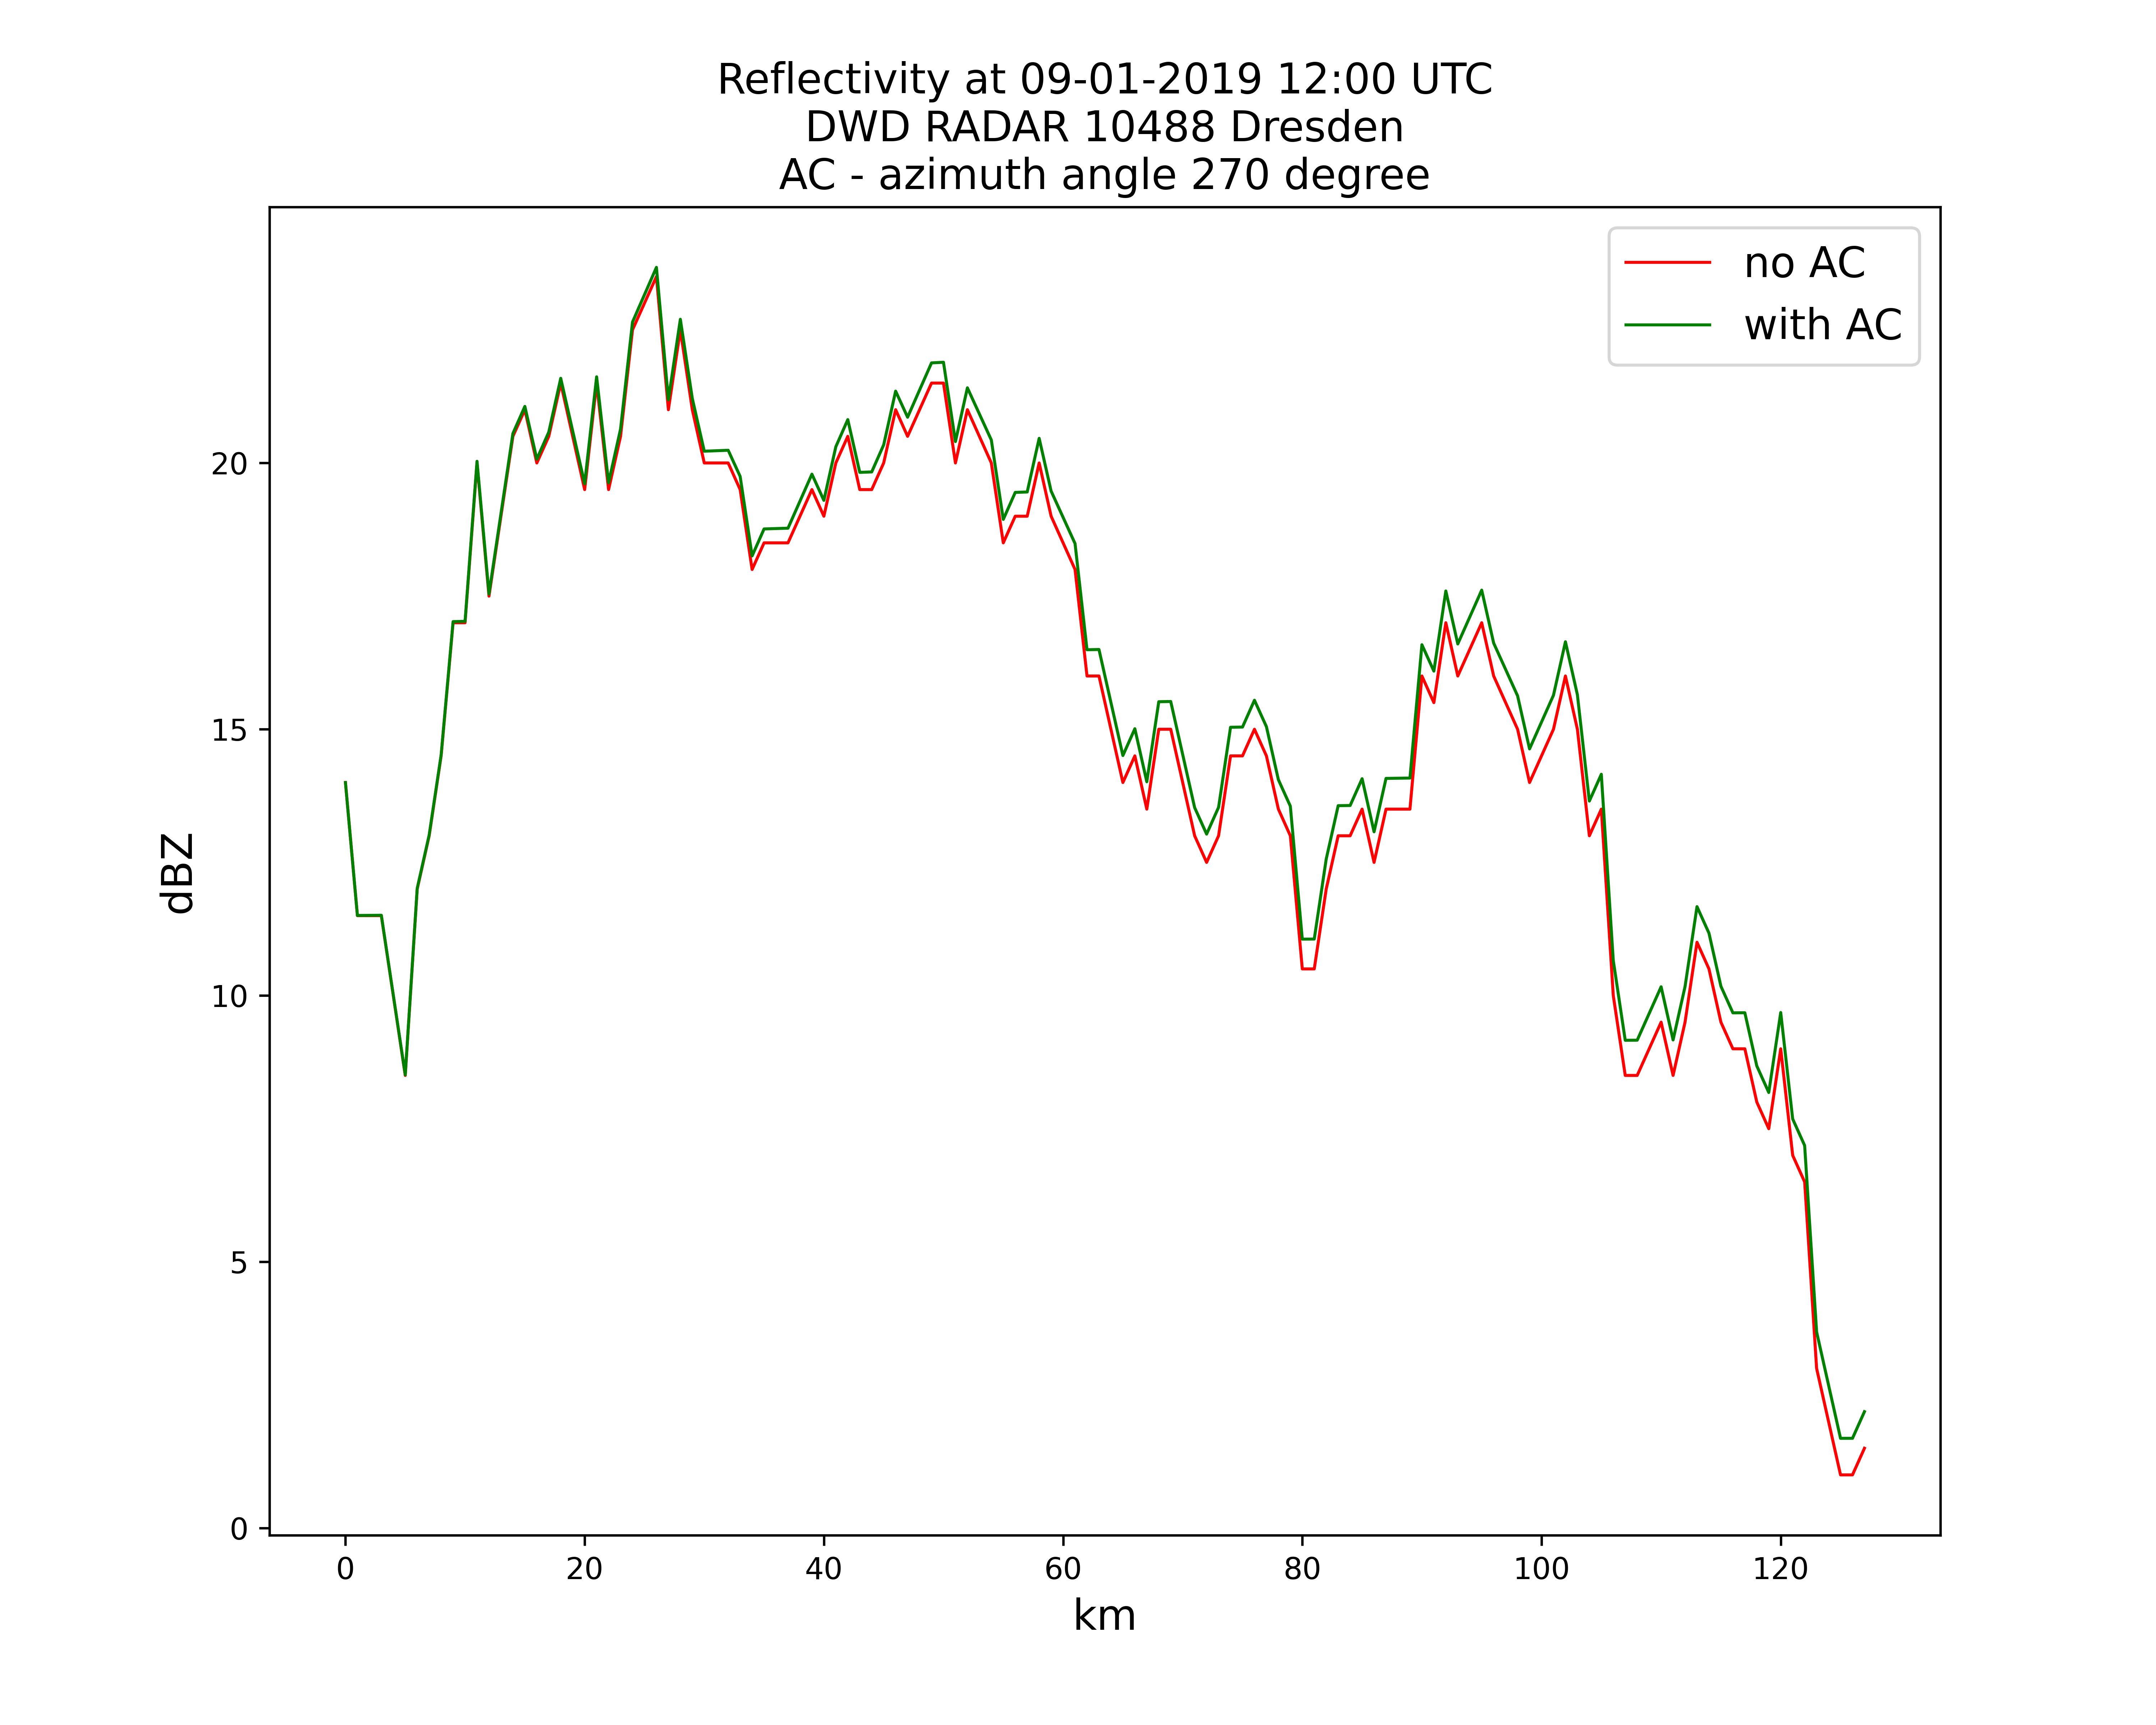 Reflectivity at 09-01-2019 12:00 UTC
DWD RADAR 10488 Dresden
AC - azimuth angle 270 degree
no AC
with AC
20
15
10
5
0
dBZ
0 20 40 60 80 100 120
km